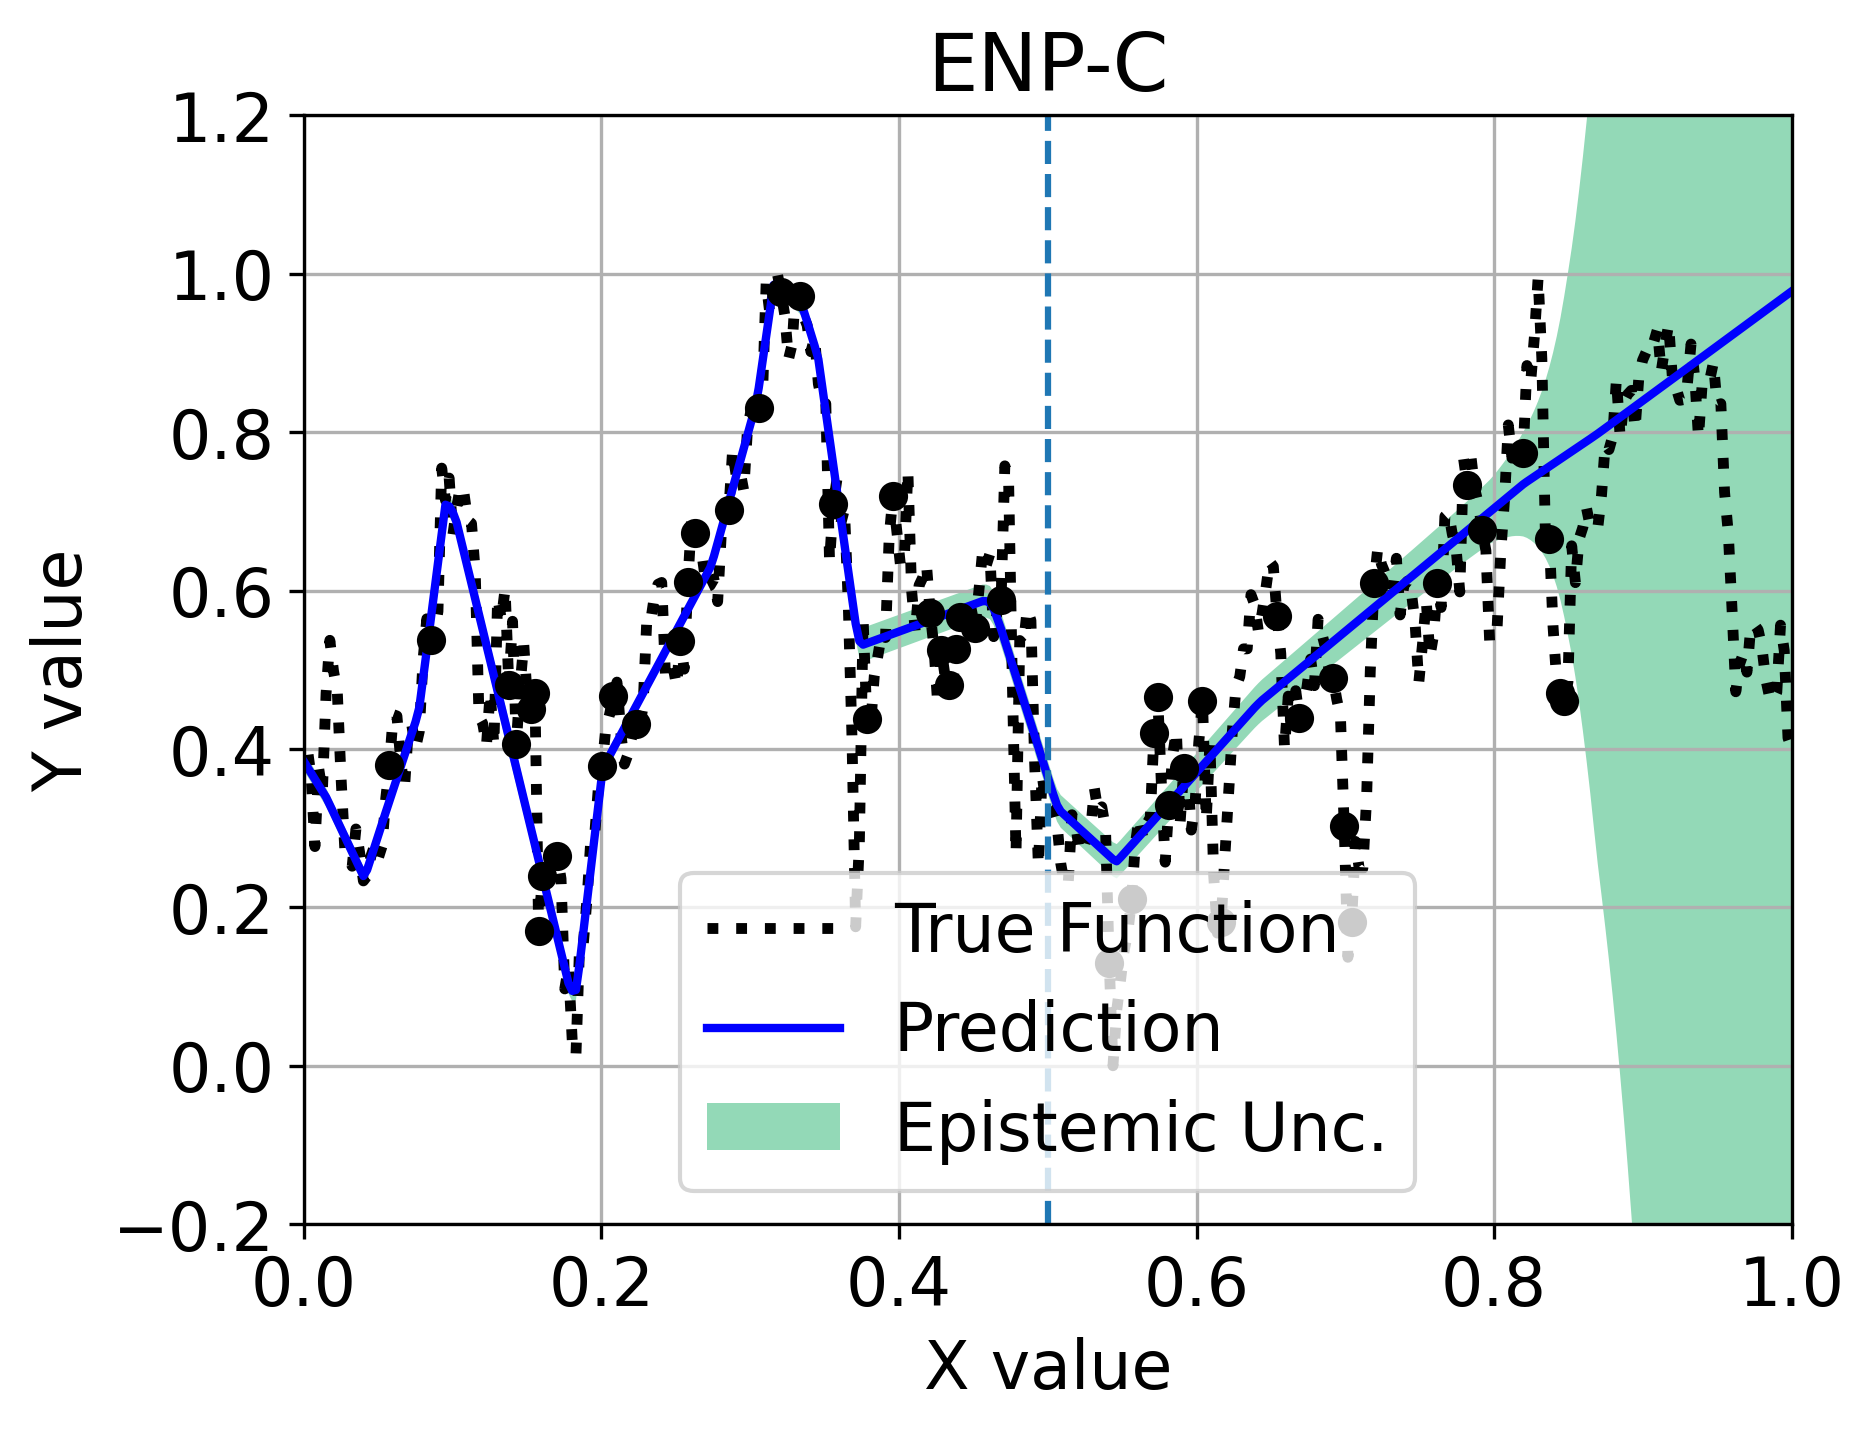 ENP-C
1.2
1.0
0.8
0.6
0.4
0.2
0.0
−0.2
Y value
True Function
Prediction
Epistemic Unc.
0.0 0.2 0.4 0.6 0.8 1.0
X value